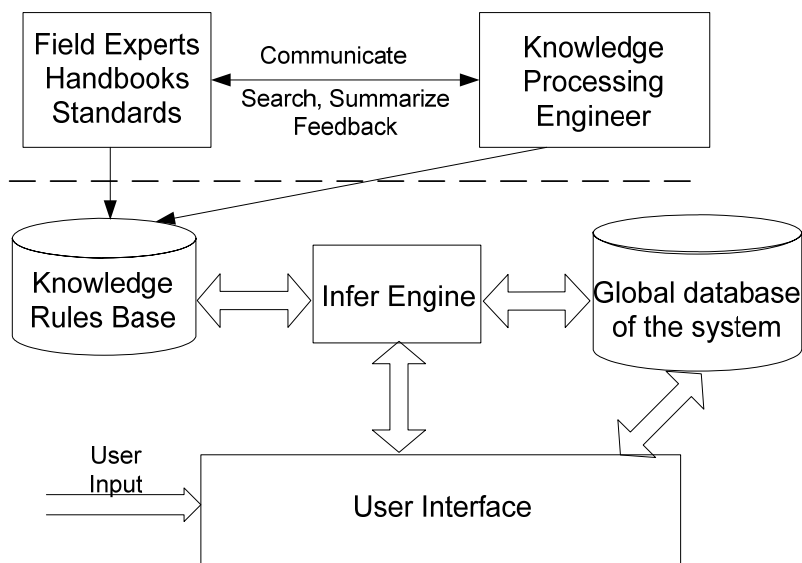 Field Experts
Handbooks
Standards
Communicate
Search, Summarize
Feedback
Knowledge
Processing
Engineer
Knowledge
Rules Base
Infer Engine
Global database
of the system
User
Input
User Interface